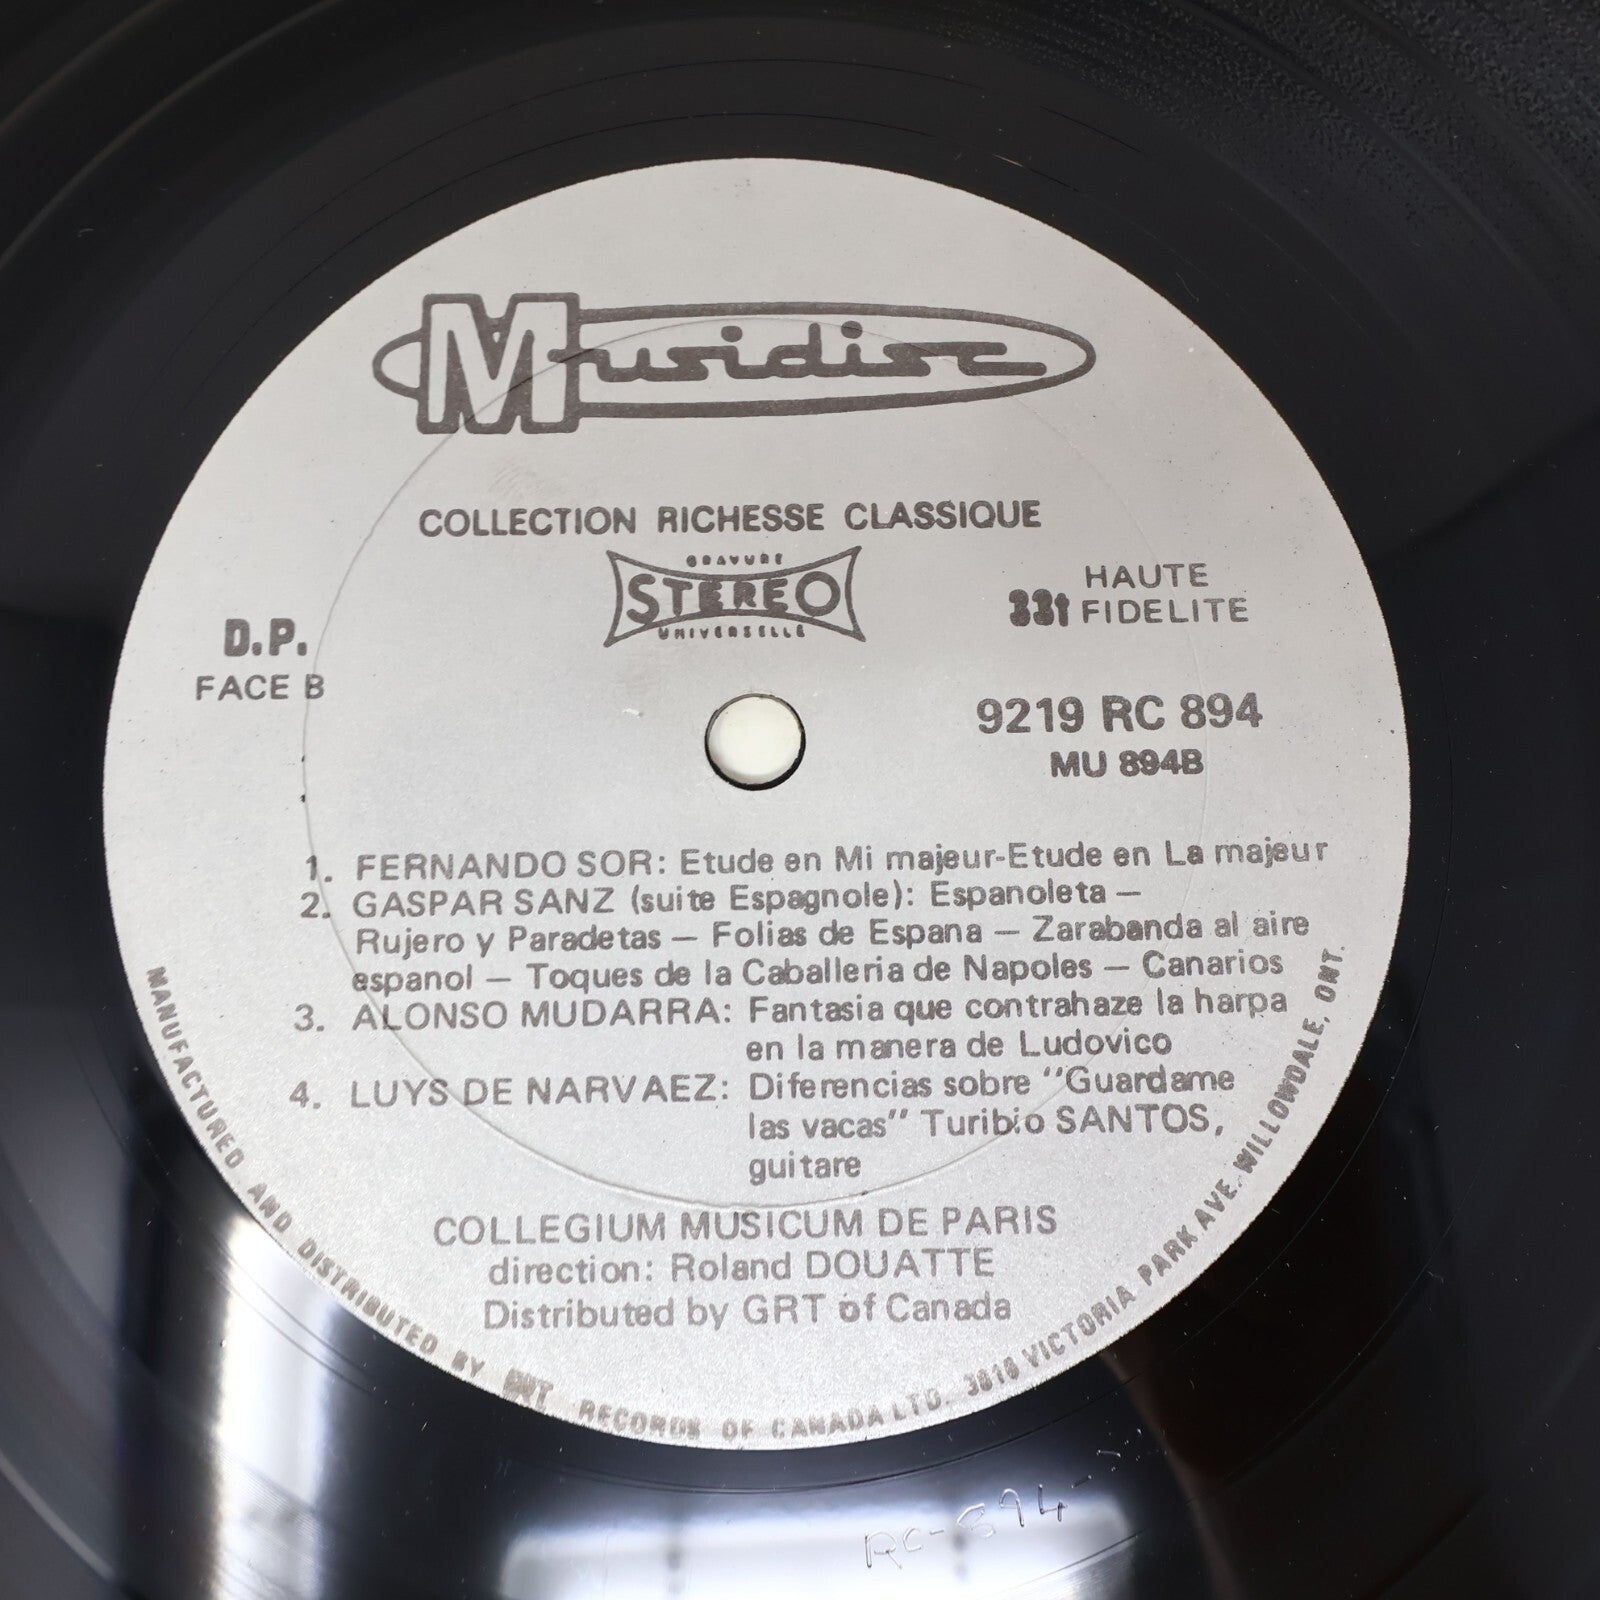 Musidisc
COLLECTION RICHESSE CLASSIQUE
GRAVURE
STEREO
UNIVERSELLE
HAUTE
33t FIDELITE
D.P.
FACE B
9219 RC 894
MU 894B
1. FERNANDO SOR: Etude en Mi majeur-Etude en La majeur
2. GASPAR SANZ (suite Espagnole): Espanoleta —
Rujero y Paradetas — Folias de Espana — Zarabanda al aire
espanol — Toques de la Caballeria de Napoles — Canarios
3. ALONSO MUDARRA: Fantasia que contrahaze la harpa
en la manera de Ludovico
4. LUYS DE NARVAEZ: Diferencias sobre "Guardame
las vacas" Turibio SANTOS,
guitare
COLLEGIUM MUSICUM DE PARIS
direction: Roland DOUATTE
Distributed by GRT of Canada
MANUFACTURED AND DISTRIBUTED BY GRT RECORDS OF CANADA LTD. 3816 VICTORIA PARK AVE. WILLOWDALE, ONT.
RC-894-